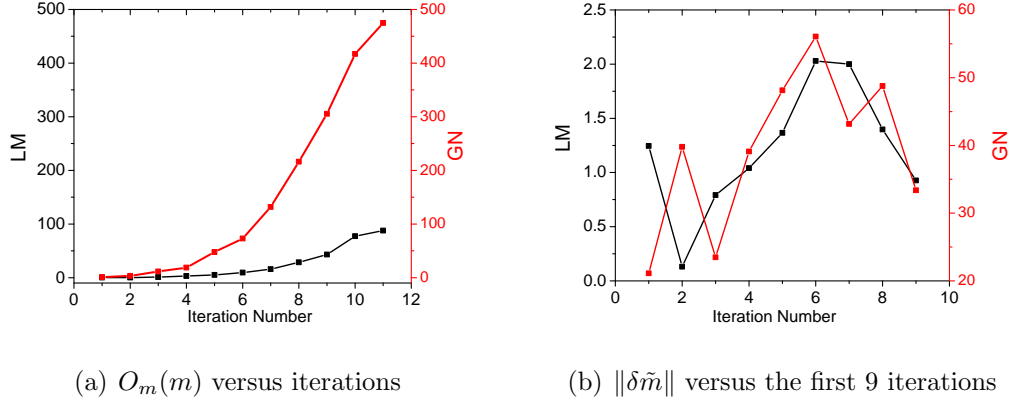 500
400
300
200
100
0
LM
500
400
300
200
100
0
GN
0 2 4 6 8 10 12
Iteration Number
2.5
2.0
1.5
1.0
0.5
0.0
LM
60
50
40
30
20
GN
0 2 4 6 8 10
Iteration Number
(a) $O_m(m)$ versus iterations
(b) $\|\delta\tilde{m}\|$ versus the first 9 iterations